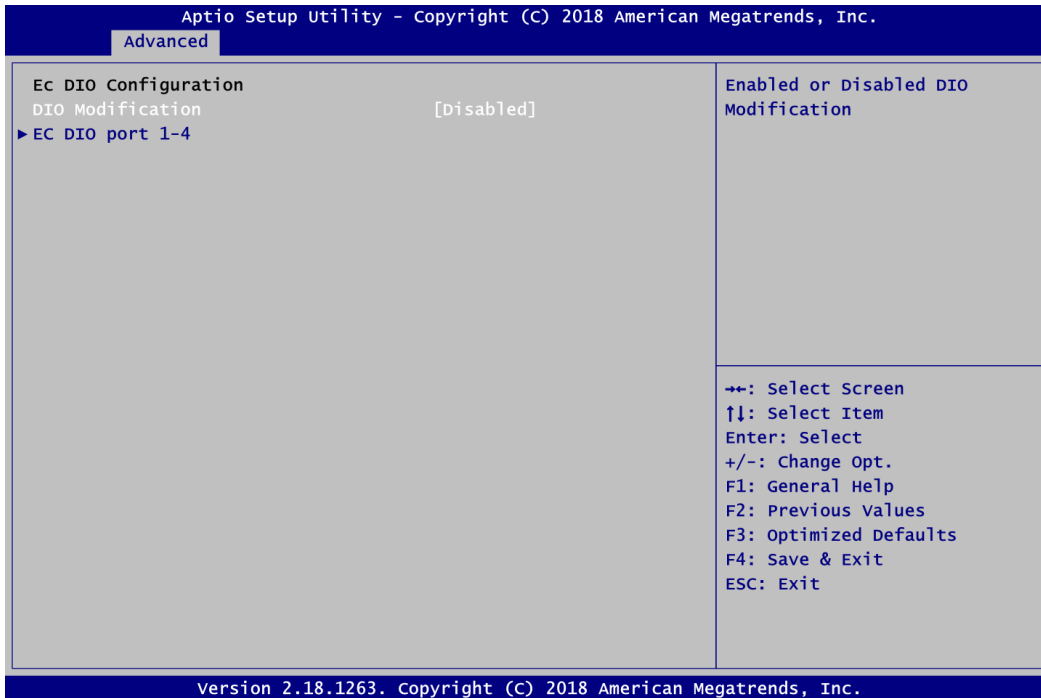 Aptio Setup Utility - Copyright (C) 2018 American Megatrends, Inc.
Advanced
Ec DIO Configuration
DIO Modification [Disabled]
►EC DIO port 1-4
Enabled or Disabled DIO
Modification
→←: Select Screen
↑↓: Select Item
Enter: Select
+/-: Change Opt.
F1: General Help
F2: Previous Values
F3: Optimized Defaults
F4: Save & Exit
ESC: Exit
Version 2.18.1263. Copyright (C) 2018 American Megatrends, Inc.